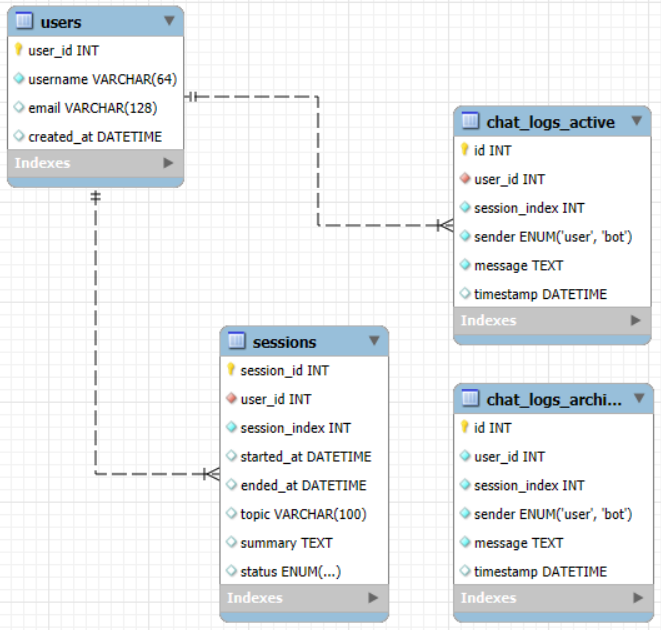 users
user_id INT
username VARCHAR(64)
email VARCHAR(128)
created_at DATETIME
Indexes
chat_logs_active
id INT
user_id INT
session_index INT
sender ENUM('user', 'bot')
message TEXT
timestamp DATETIME
Indexes
sessions
session_id INT
user_id INT
session_index INT
started_at DATETIME
ended_at DATETIME
topic VARCHAR(100)
summary TEXT
status ENUM(...)
Indexes
chat_logs_archi...
id INT
user_id INT
session_index INT
sender ENUM('user', 'bot')
message TEXT
timestamp DATETIME
Indexes